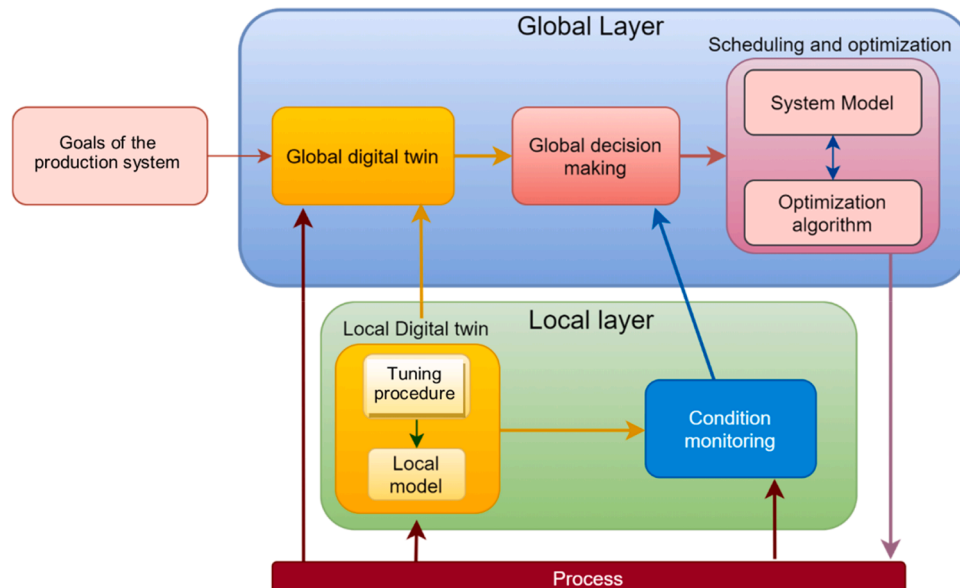 Global Layer
Scheduling and optimization
System Model
Goals of the
production system
Global digital twin
Global decision
making
Optimization
algorithm
Local Digital twin
Local layer
Tuning
procedure
Condition
monitoring
Local
model
Process